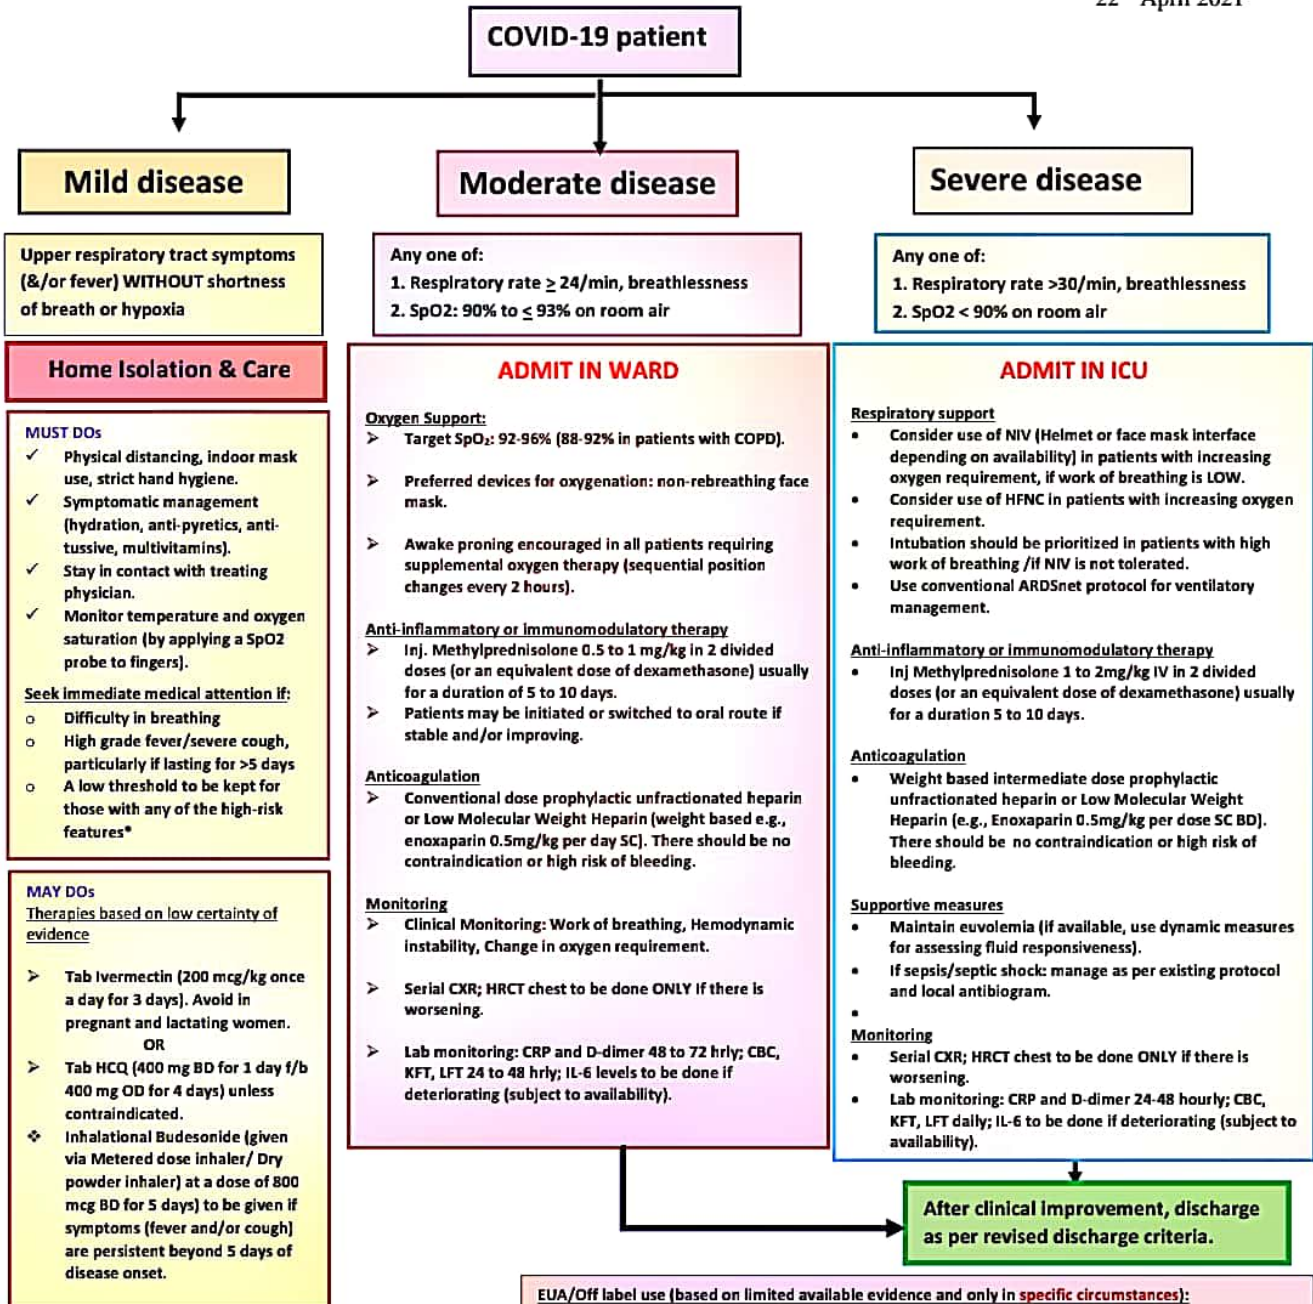 22 April 2021
COVID-19 patient
Mild disease
Moderate disease
Severe disease
Upper respiratory tract symptoms
(&/or fever) WITHOUT shortness
of breath or hypoxia
Any one of:
1. Respiratory rate ≥ 24/min, breathlessness
2. SpO2: 90% to ≤ 93% on room air
Any one of:
1. Respiratory rate >30/min, breathlessness
2. SpO2 < 90% on room air
Home Isolation & Care
MUST DOs
✓ Physical distancing, indoor mask
use, strict hand hygiene.
✓ Symptomatic management
(hydration, anti-pyretics, anti-
tussive, multivitamins).
✓ Stay in contact with treating
physician.
✓ Monitor temperature and oxygen
saturation (by applying a SpO2
probe to fingers).
Seek immediate medical attention if:
o Difficulty in breathing
o High grade fever/severe cough,
particularly if lasting for >5 days
o A low threshold to be kept for
those with any of the high-risk
features*
MAY DOs
Therapies based on low certainty of
evidence
➢ Tab Ivermectin (200 mcg/kg once
a day for 3 days). Avoid in
pregnant and lactating women.
OR
➢ Tab HCQ (400 mg BD for 1 day f/b
400 mg OD for 4 days) unless
contraindicated.
❖ Inhalational Budesonide (given
via Metered dose inhaler/ Dry
powder inhaler) at a dose of 800
mcg BD for 5 days) to be given if
symptoms (fever and/or cough)
are persistent beyond 5 days of
disease onset.
ADMIT IN WARD
Oxygen Support:
➢ Target SpO₂: 92-96% (88-92% in patients with COPD).
➢ Preferred devices for oxygenation: non-rebreathing face
mask.
➢ Awake proning encouraged in all patients requiring
supplemental oxygen therapy (sequential position
changes every 2 hours).
Anti-inflammatory or immunomodulatory therapy
➢ Inj. Methylprednisolone 0.5 to 1 mg/kg in 2 divided
doses (or an equivalent dose of dexamethasone) usually
for a duration of 5 to 10 days.
➢ Patients may be initiated or switched to oral route if
stable and/or improving.
Anticoagulation
➢ Conventional dose prophylactic unfractionated heparin
or Low Molecular Weight Heparin (weight based e.g.,
enoxaparin 0.5mg/kg per day SC). There should be no
contraindication or high risk of bleeding.
Monitoring
➢ Clinical Monitoring: Work of breathing, Hemodynamic
instability, Change in oxygen requirement.
➢ Serial CXR; HRCT chest to be done ONLY If there is
worsening.
➢ Lab monitoring: CRP and D-dimer 48 to 72 hrly; CBC,
KFT, LFT 24 to 48 hrly; IL-6 levels to be done if
deteriorating (subject to availability).
ADMIT IN ICU
Respiratory support
• Consider use of NIV (Helmet or face mask interface
depending on availability) in patients with increasing
oxygen requirement, if work of breathing is LOW.
• Consider use of HFNC in patients with increasing oxygen
requirement.
• Intubation should be prioritized in patients with high
work of breathing /if NIV is not tolerated.
• Use conventional ARDSnet protocol for ventilatory
management.
Anti-inflammatory or immunomodulatory therapy
• Inj Methylprednisolone 1 to 2mg/kg IV in 2 divided
doses (or an equivalent dose of dexamethasone) usually
for a duration 5 to 10 days.
Anticoagulation
• Weight based intermediate dose prophylactic
unfractionated heparin or Low Molecular Weight
Heparin (e.g., Enoxaparin 0.5mg/kg per dose SC BD).
There should be no contraindication or high risk of
bleeding.
Supportive measures
• Maintain euvolemia (if available, use dynamic measures
for assessing fluid responsiveness).
• If sepsis/septic shock: manage as per existing protocol
and local antibiogram.
•
Monitoring
• Serial CXR; HRCT chest to be done ONLY if there is
worsening.
• Lab monitoring: CRP and D-dimer 24-48 hourly; CBC,
KFT, LFT daily; IL-6 to be done if deteriorating (subject to
availability).
After clinical improvement, discharge
as per revised discharge criteria.
EUA/Off label use (based on limited available evidence and only in specific circumstances):